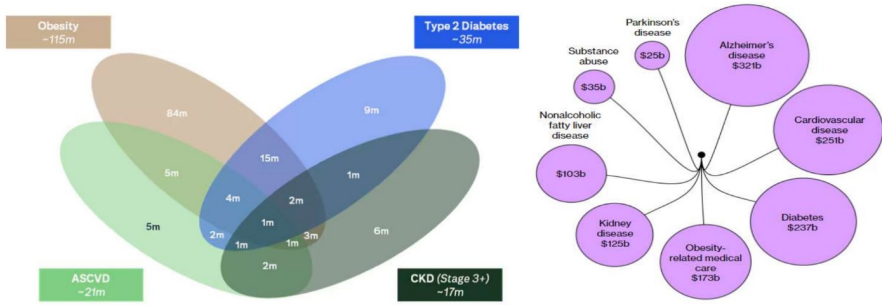 Obesity
~115m
Type 2 Diabetes
~35m
84m
9m
15m
5m
1m
4m
2m
1m
5m
2m
1m
1m
3m
6m
2m
ASCVD
~21m
CKD (Stage 3+)
~17m
Parkinson's
disease
$25b
Substance
abuse
$35b
Alzheimer's
disease
$321b
Nonalcoholic
fatty liver
disease
$103b
Cardiovascular
disease
$251b
Kidney
disease
$125b
Diabetes
$237b
Obesity-
related medical
care
$173b